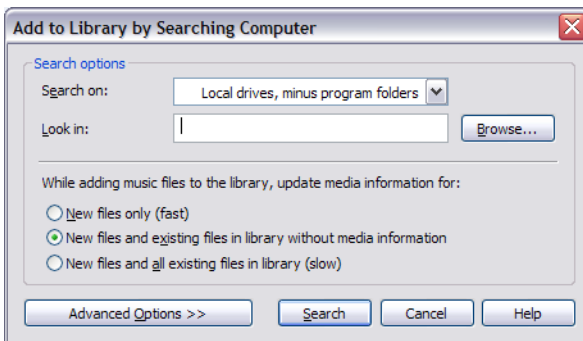 Add to Library by Searching Computer
Search options
Search on:
Local drives, minus program folders
Look in:
Browse...
While adding music files to the library, update media information for:
New files only (fast)
New files and existing files in library without media information
New files and all existing files in library (slow)
Advanced Options >>
Search
Cancel
Help